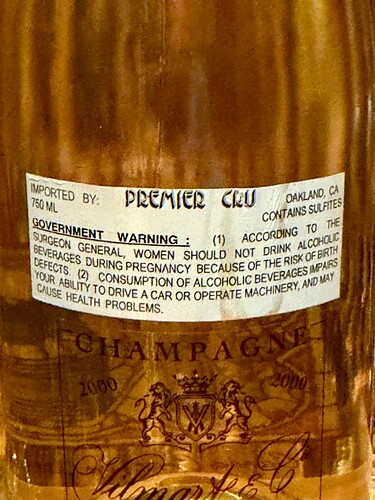 IMPORTED BY: PREMIER CRU OAKLAND, CA
750 ML CONTAINS SULFITES
GOVERNMENT WARNING: (1) ACCORDING TO THE
SURGEON GENERAL, WOMEN SHOULD NOT DRINK ALCOHOLIC
BEVERAGES DURING PREGNANCY BECAUSE OF THE RISK OF BIRTH
DEFECTS. (2) CONSUMPTION OF ALCOHOLIC BEVERAGES IMPAIRS
YOUR ABILITY TO DRIVE A CAR OR OPERATE MACHINERY, AND MAY
CAUSE HEALTH PROBLEMS.
CHAMPAGNE
2000 2000
Vilmart & Cie